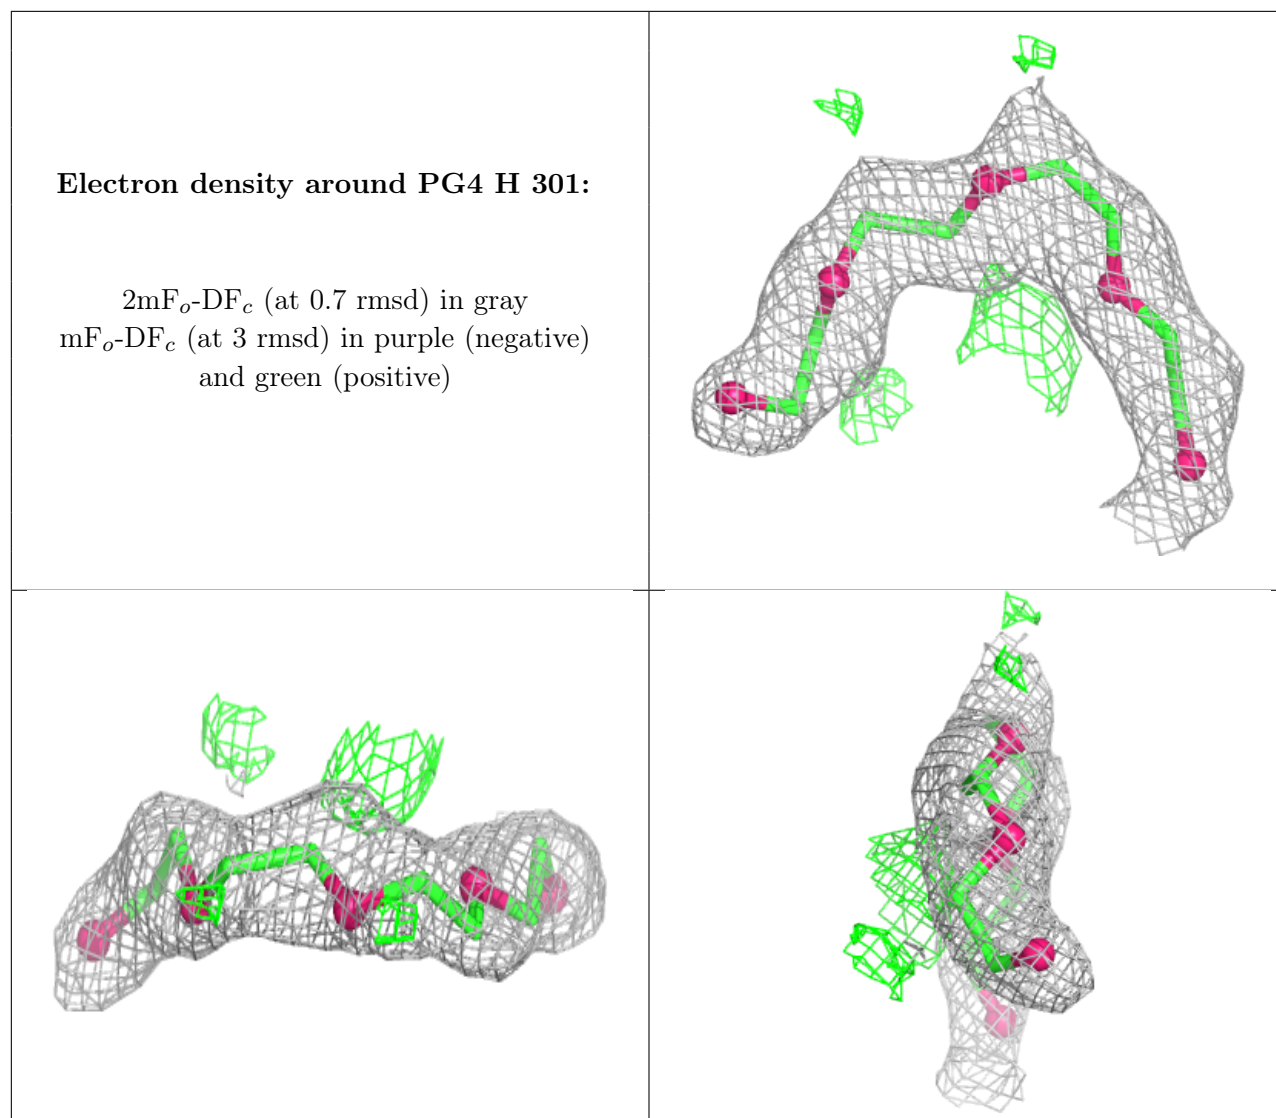 Electron density around PG4 H 301:
2mFo-DFc (at 0.7 rmsd) in gray
mFo-DFc (at 3 rmsd) in purple (negative)
and green (positive)